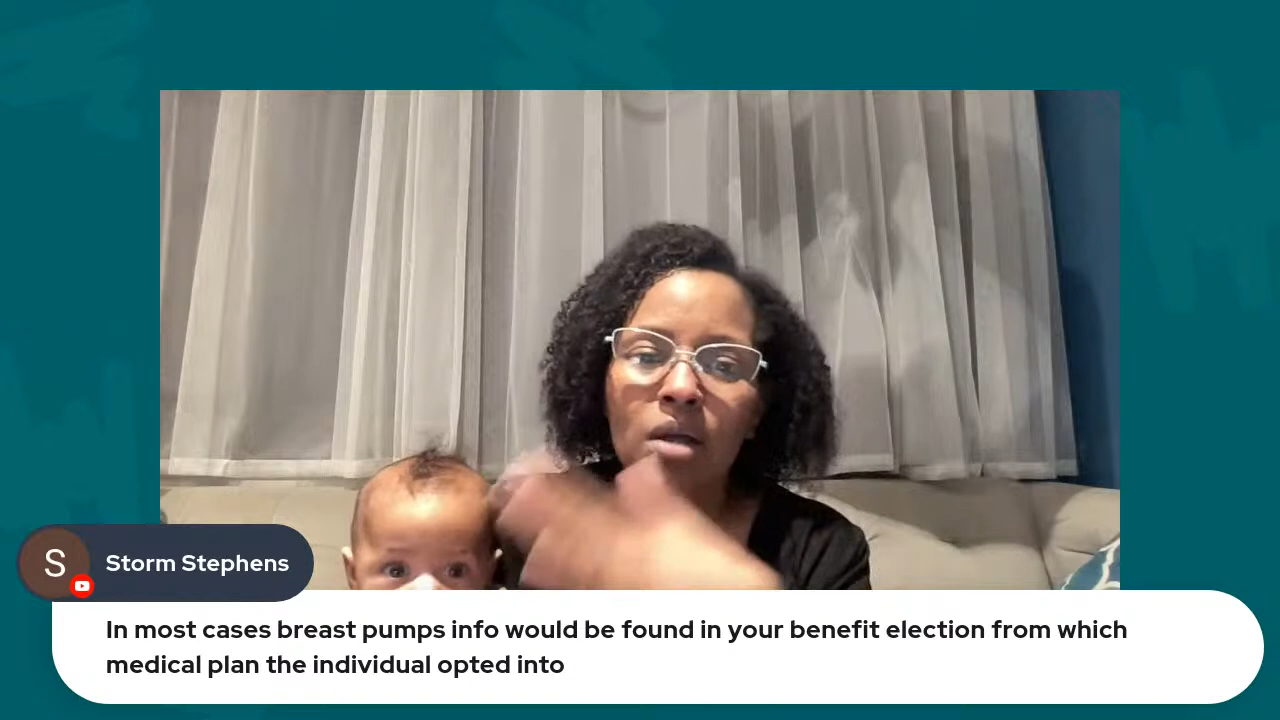 S
Storm Stephens
In most cases breast pumps info would be found in your benefit election from which
medical plan the individual opted into